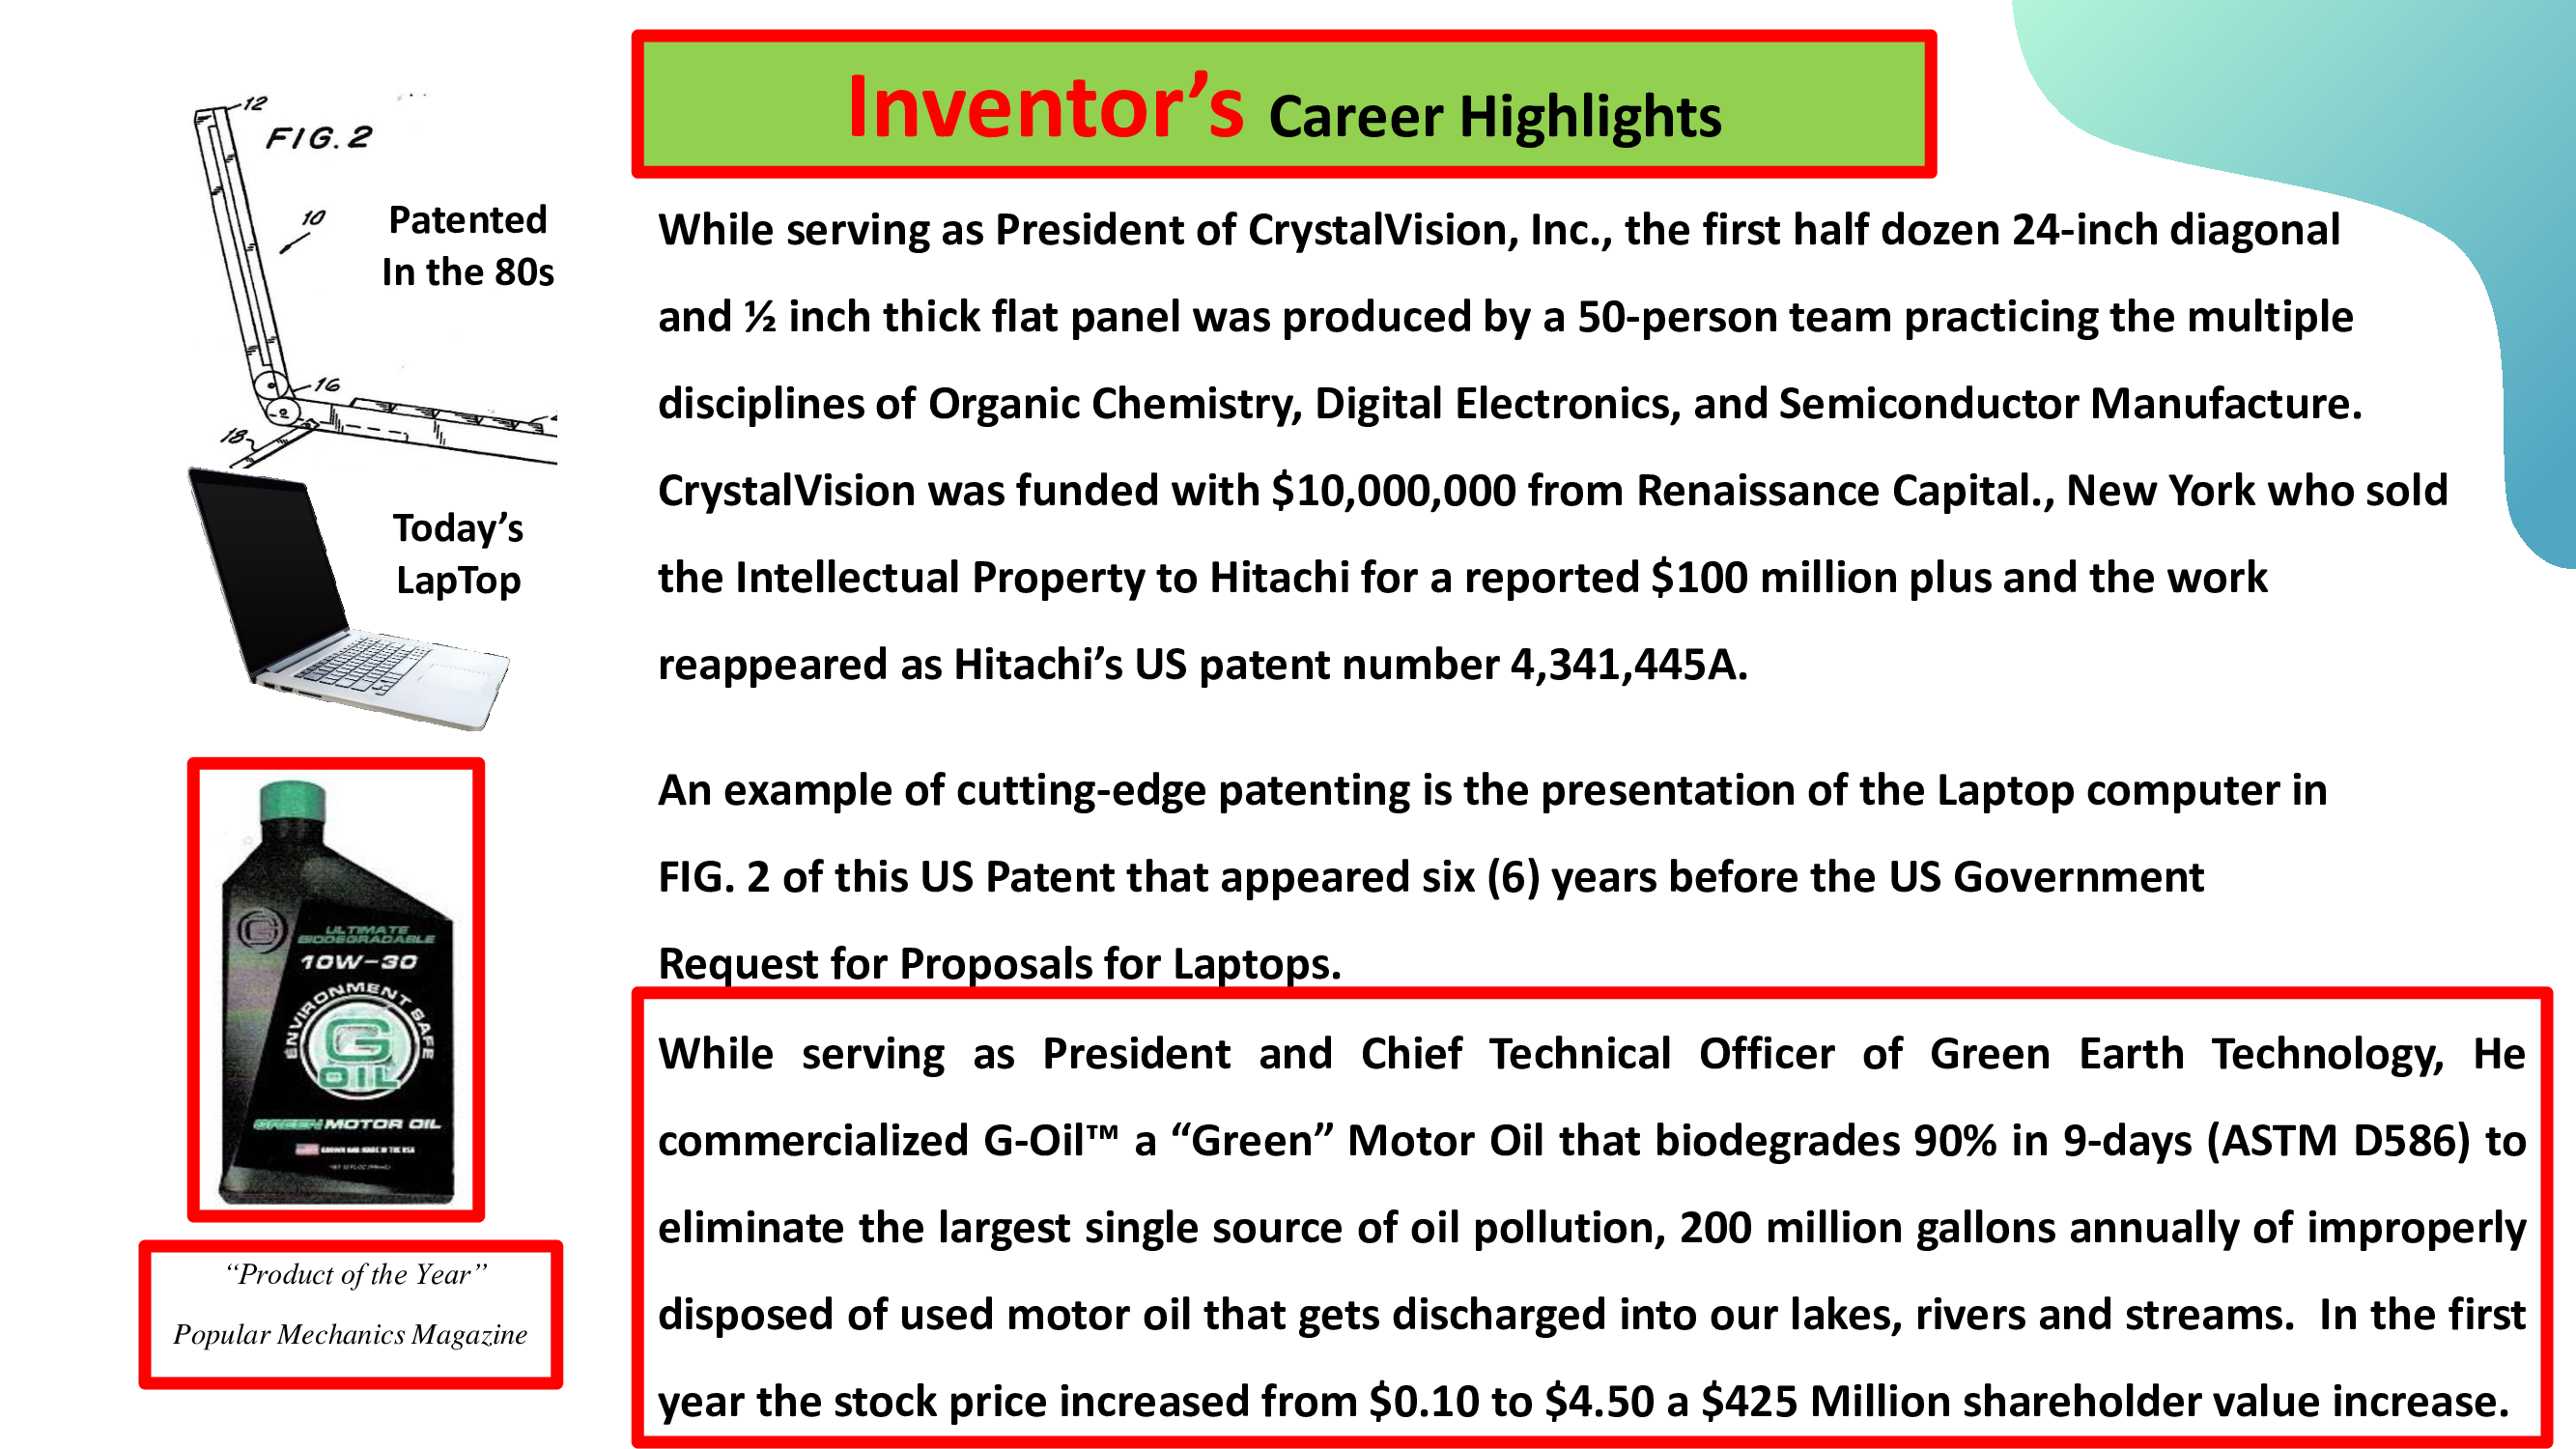 Inventor’s Career Highlights
12
FIG. 2
10
Patented
In the 80s
16
18
Today’s
LapTop
While serving as President of CrystalVision, Inc., the first half dozen 24-inch diagonal
and ½ inch thick flat panel was produced by a 50-person team practicing the multiple
disciplines of Organic Chemistry, Digital Electronics, and Semiconductor Manufacture.
CrystalVision was funded with $10,000,000 from Renaissance Capital., New York who sold
the Intellectual Property to Hitachi for a reported $100 million plus and the work
reappeared as Hitachi’s US patent number 4,341,445A.
An example of cutting-edge patenting is the presentation of the Laptop computer in
FIG. 2 of this US Patent that appeared six (6) years before the US Government
Request for Proposals for Laptops.
G
ULTIMATE
BIODEGRADABLE
10W-30
ENVIRONMENT SAFE
G
OIL
GREEN MOTOR OIL
GROWN AND MADE IN THE USA
“Product of the Year”
Popular Mechanics Magazine
While serving as President and Chief Technical Officer of Green Earth Technology, He
commercialized G-Oil™ a “Green” Motor Oil that biodegrades 90% in 9-days (ASTM D586) to
eliminate the largest single source of oil pollution, 200 million gallons annually of improperly
disposed of used motor oil that gets discharged into our lakes, rivers and streams.  In the first
year the stock price increased from $0.10 to $4.50 a $425 Million shareholder value increase.